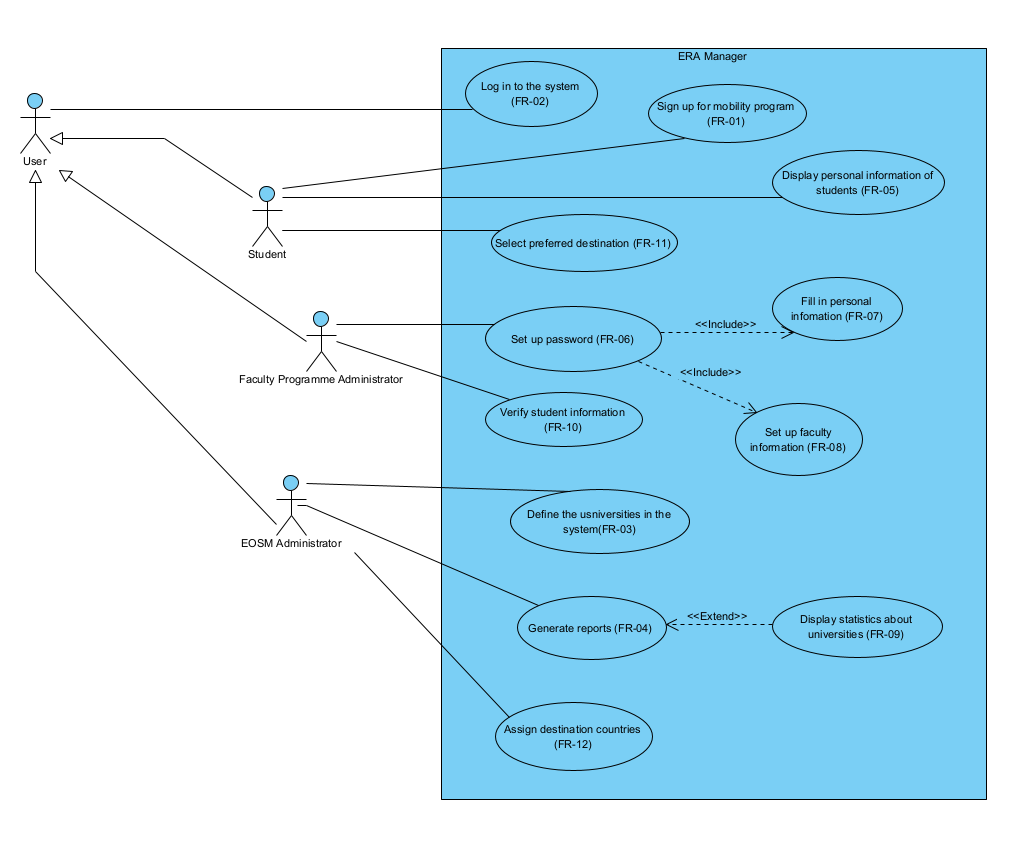 ERA Manager
Log in to the system
(FR-02)
Sign up for mobility program
(FR-01)
User
Display personal information of
students (FR-05)
Student
Select preferred destination (FR-11)
Fill in personal
infomation (FR-07)
<<Include>>
Set up password (FR-06)
Faculty Programme Administrator
<<Include>>
Verify student information
(FR-10)
Set up faculty
information (FR-08)
Define the usniversities in the
system(FR-03)
EOSM Administrator
<<Extend>>
Generate reports (FR-04)
Display statistics about
universities (FR-09)
Assign destination countries
(FR-12)